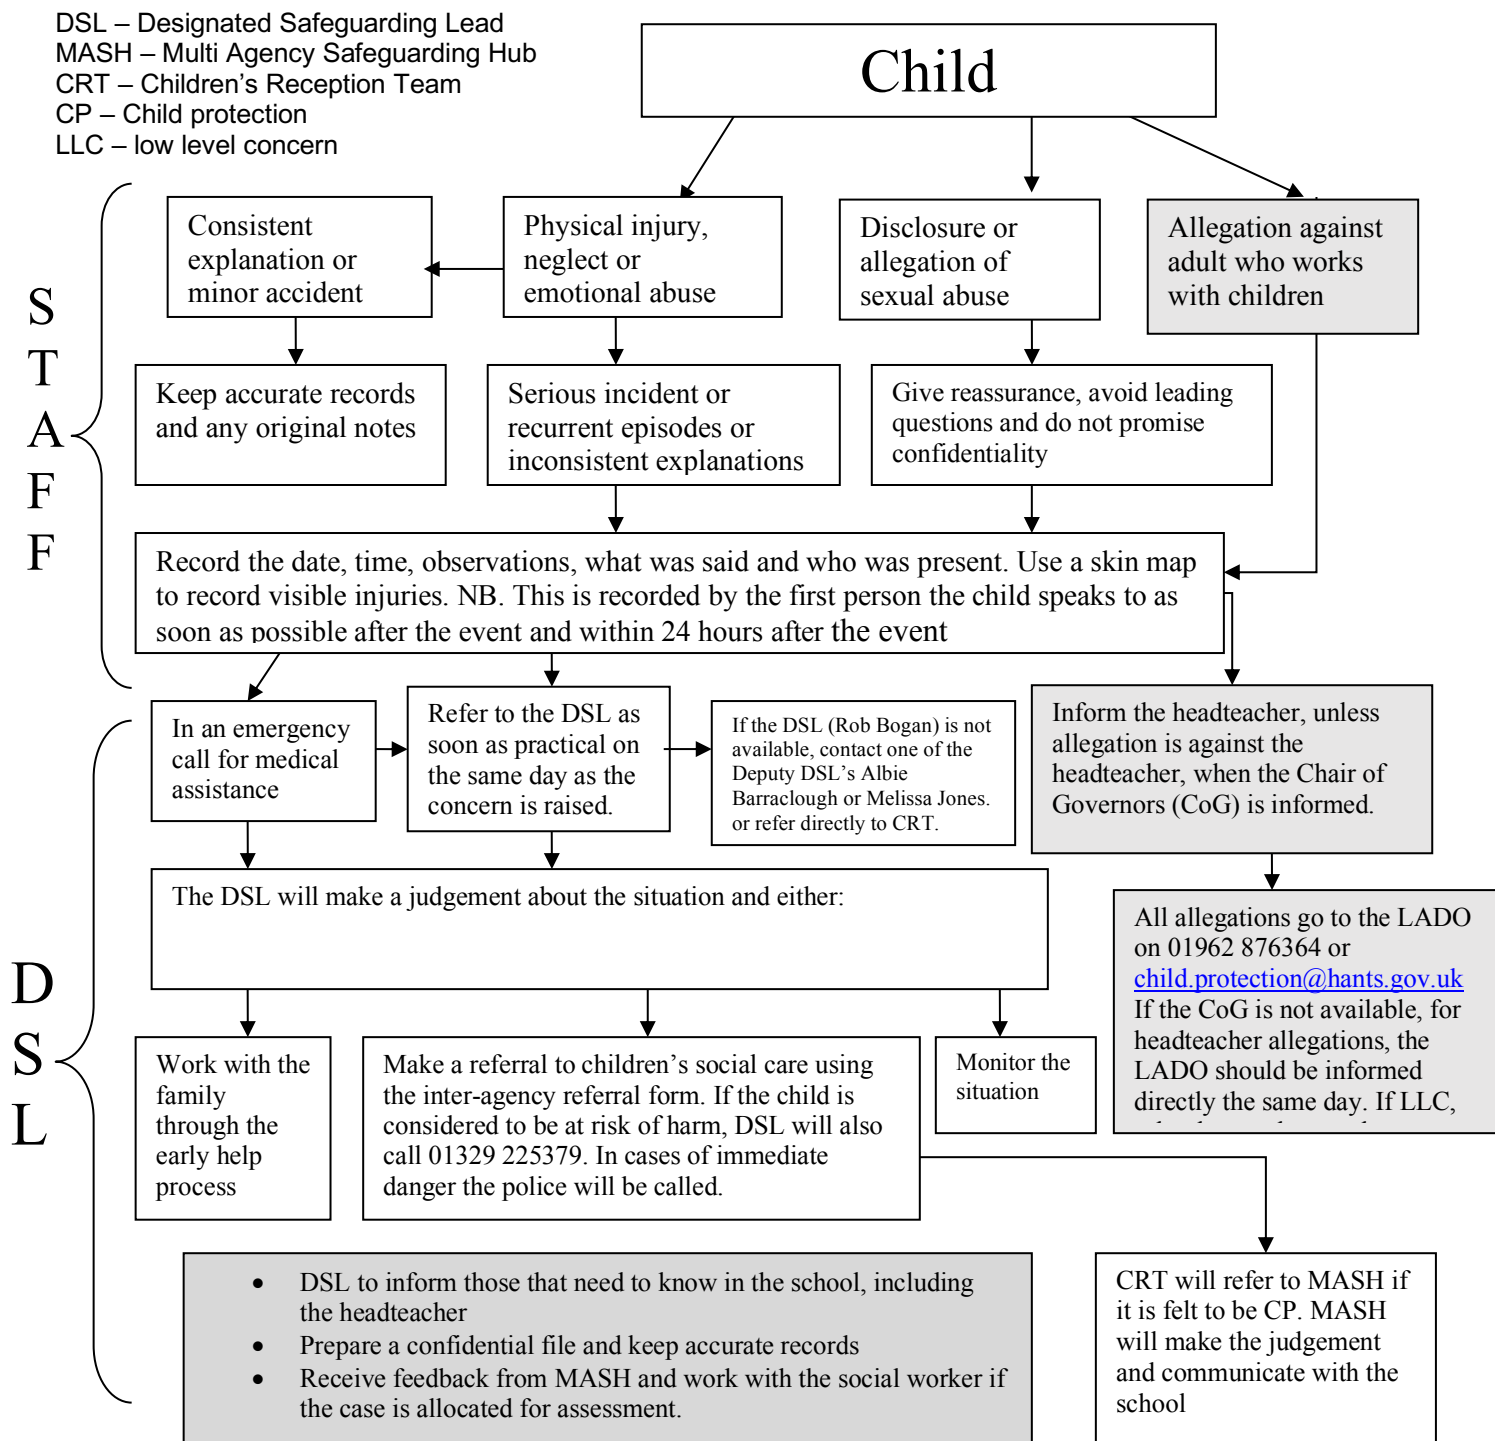 DSL – Designated Safeguarding Lead
MASH – Multi Agency Safeguarding Hub
CRT – Children's Reception Team
CP – Child protection
LLC – low level concern
Child
S
T
A
F
F
Consistent
explanation or
minor accident
Physical injury,
neglect or
emotional abuse
Disclosure or
allegation of
sexual abuse
Allegation against
adult who works
with children
Keep accurate records
and any original notes
Serious incident or
recurrent episodes or
inconsistent explanations
Give reassurance, avoid leading
questions and do not promise
confidentiality
Record the date, time, observations, what was said and who was present. Use a skin map
to record visible injuries. NB. This is recorded by the first person the child speaks to as
soon as possible after the event and within 24 hours after the event
D
S
L
In an emergency
call for medical
assistance
Refer to the DSL as
soon as practical on
the same day as the
concern is raised.
If the DSL (Rob Bogan) is not
available, contact one of the
Deputy DSL's Albie
Barraclough or Melissa Jones.
or refer directly to CRT.
Inform the headteacher, unless
allegation is against the
headteacher, when the Chair of
Governors (CoG) is informed.
The DSL will make a judgement about the situation and either:
All allegations go to the LADO
on 01962 876364 or
child.protection@hants.gov.uk
If the CoG is not available, for
headteacher allegations, the
LADO should be informed
directly the same day. If LLC,
Work with the
family
through the
early help
process
Make a referral to children's social care using
the inter-agency referral form. If the child is
considered to be at risk of harm, DSL will also
call 01329 225379. In cases of immediate
danger the police will be called.
Monitor the
situation
• DSL to inform those that need to know in the school, including
the headteacher
• Prepare a confidential file and keep accurate records
• Receive feedback from MASH and work with the social worker if
the case is allocated for assessment.
CRT will refer to MASH if
it is felt to be CP. MASH
will make the judgement
and communicate with the
school